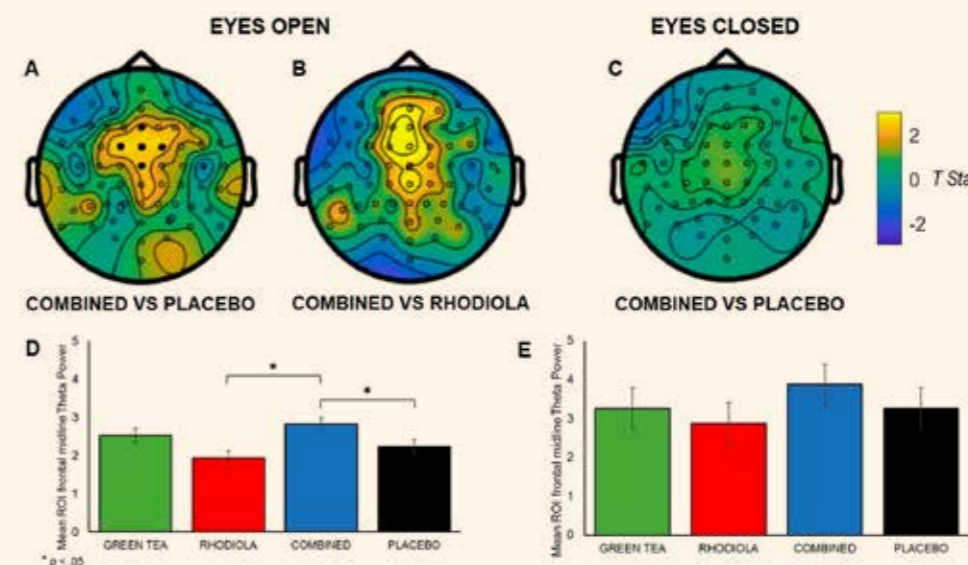 EYES OPEN
EYES CLOSED
A
B
C
2
0
-2
T Sta
COMBINED VS PLACEBO
COMBINED VS RHODIOLA
COMBINED VS PLACEBO
D
Mean ROI frontal midline Theta Power
5
4
3
2
1
0
*
*
GREEN TEA
RHODIOLA
COMBINED
PLACEBO
* p < .05
E
Mean ROI frontal midline Theta Power
5
4
3
2
1
0
GREEN TEA
RHODIOLA
COMBINED
PLACEBO